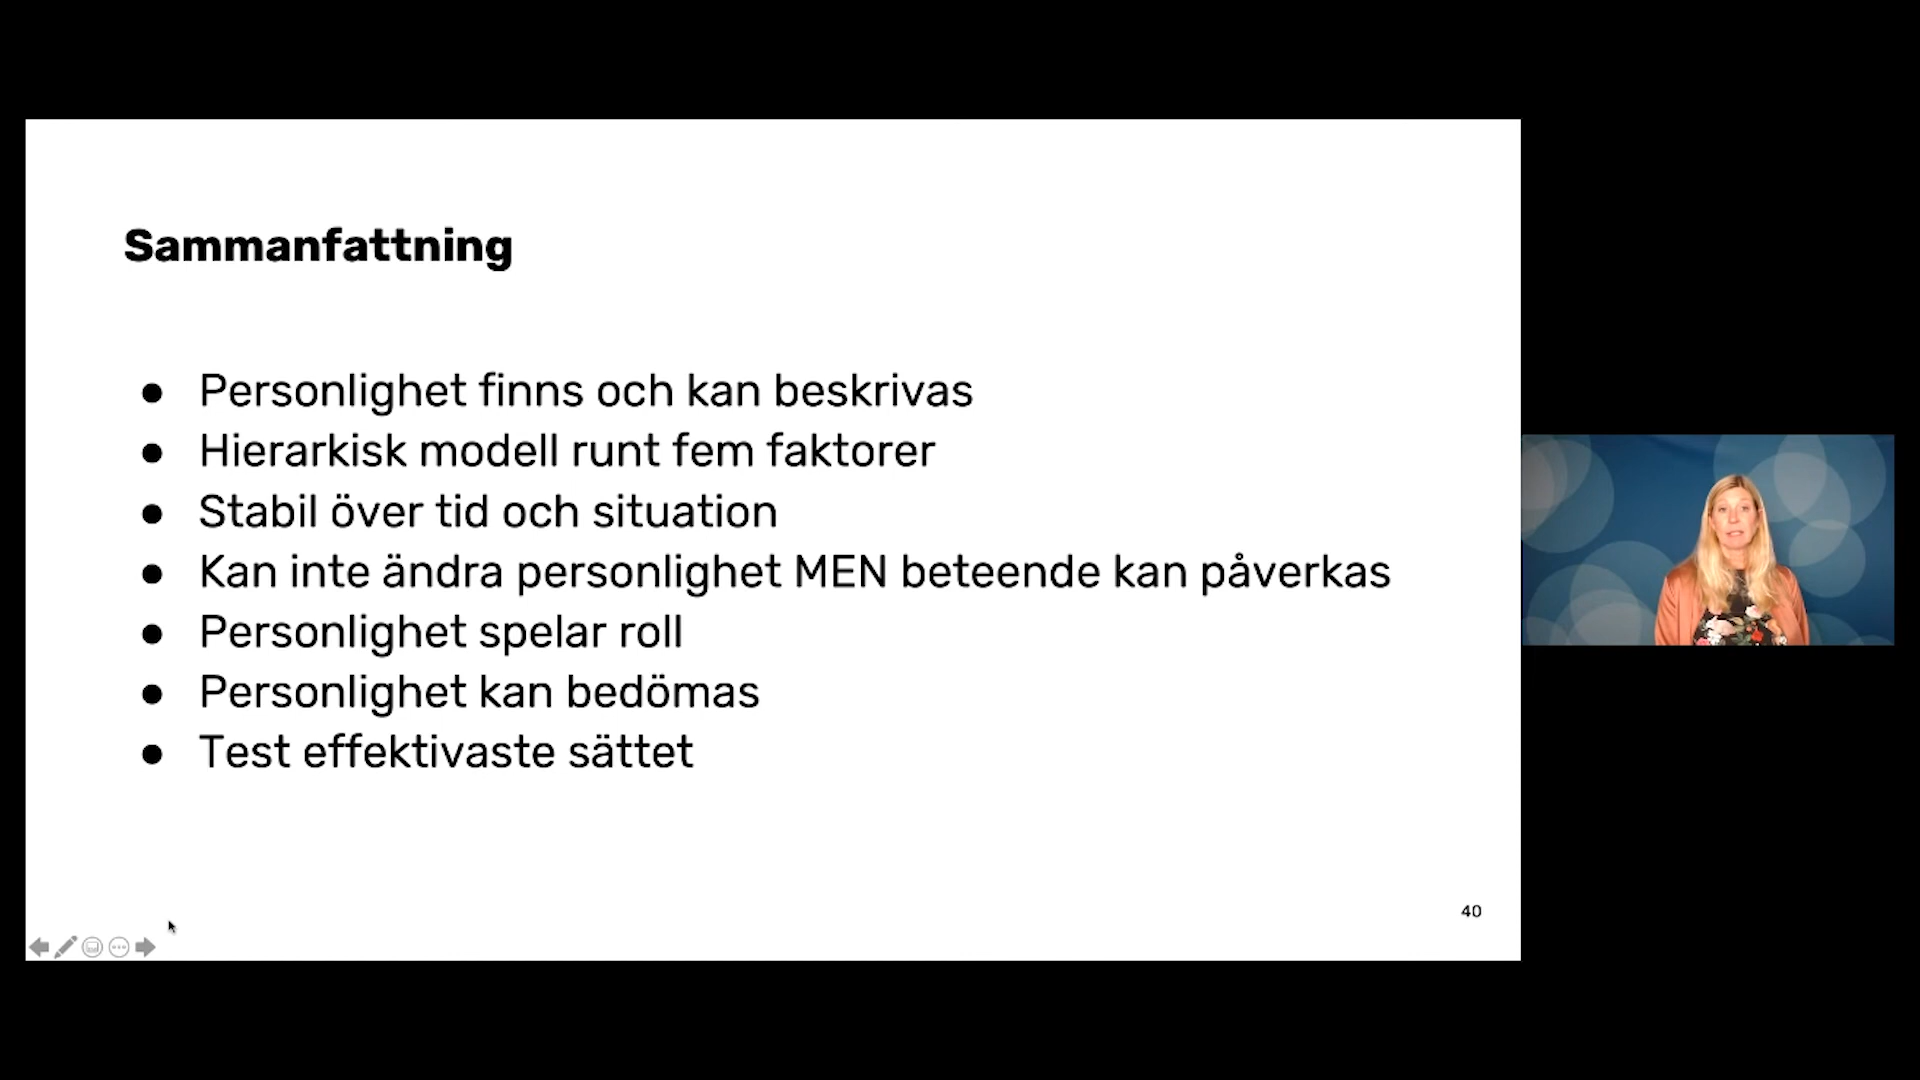 Sammanfattning
● Personlighet finns och kan beskrivas
● Hierarkisk modell runt fem faktorer
● Stabil över tid och situation
● Kan inte ändra personlighet MEN beteende kan påverkas
● Personlighet spelar roll
● Personlighet kan bedömas
● Test effektivaste sättet
40